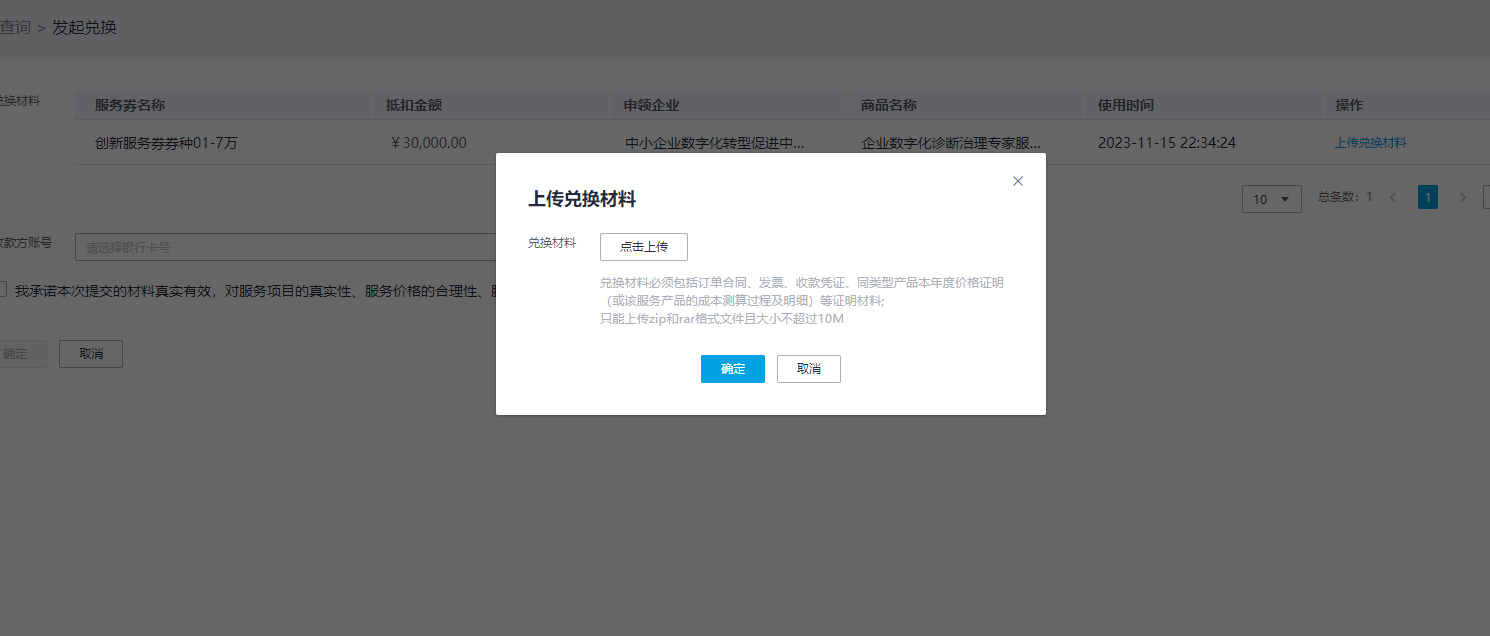 查询 > 发起兑换
兑换材料
服务券名称 抵扣金额 申领企业 商品名称 使用时间 操作
创新服务券券种01-7万 ¥ 30,000.00 中小企业数字化转型促进中... 企业数字化诊断治理专家服... 2023-11-15 22:34:24 上传兑换材料
10 总条数: 1 < 1 >
收款方账号 请选择银行卡号
我承诺本次提交的材料真实有效，对服务项目的真实性、服务价格的合理性、
确定 取消
上传兑换材料
兑换材料 点击上传
兑换材料必须包括订单合同、发票、收款凭证、同类型产品本年度价格证明
（或该服务产品的成本测算过程及明细）等证明材料;
只能上传zip和rar格式文件且大小不超过10M
确定 取消